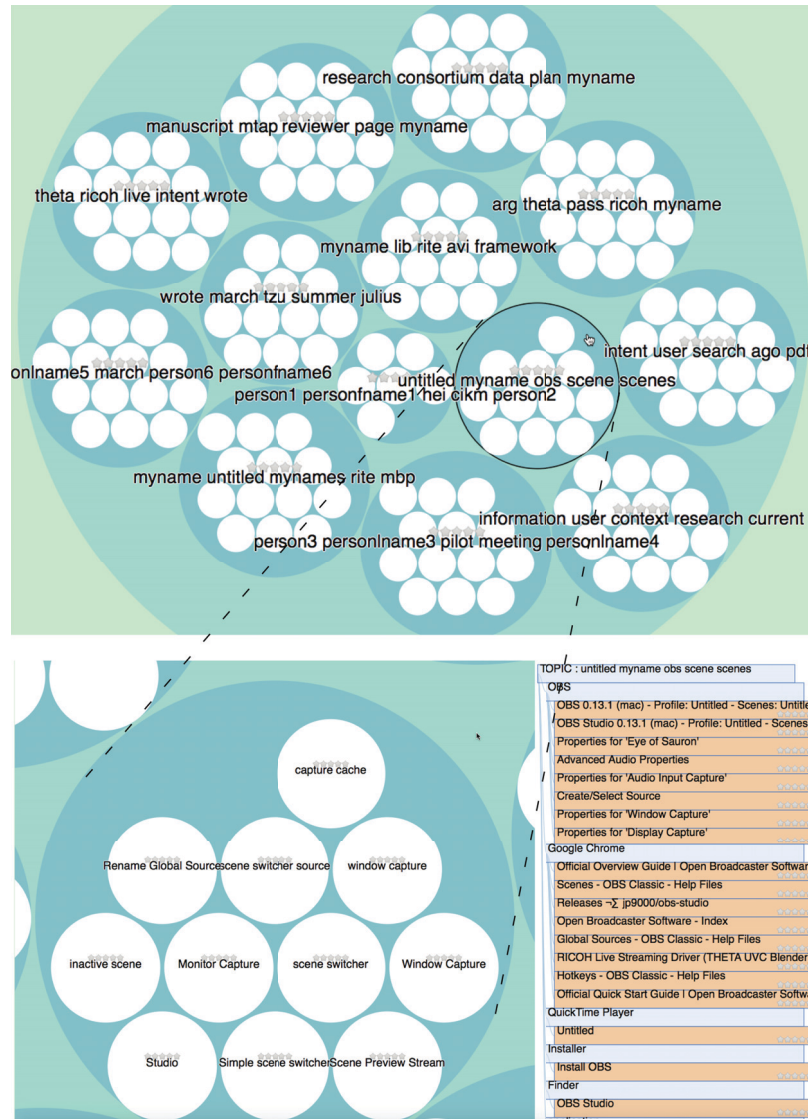 research consortium data plan myname
manuscript mtap reviewer page myname
theta ricoh live intent wrote
arg theta pass ricoh myname
myname lib rite avi framework
wrote march tzu summer julius
intent user search ago pdf
onlname5 march person6 personfname6
untitled myname obs scene scenes
person1 personfname1 hei cikm person2
myname untitled mynames rite mbp
information user context research current
person3 personlname3 pilot meeting personlname4
capture cache
Rename Global Source
scene switcher source
window capture
inactive scene
Monitor Capture
scene switcher
Window Capture
Studio
Simple scene switcher
Scene Preview Stream
TOPIC : untitled myname obs scene scenes
OBS
OBS 0.13.1 (mac) - Profile: Untitled - Scenes: Untitle
OBS Studio 0.13.1 (mac) - Profile: Untitled - Scenes
Properties for 'Eye of Sauron'
Advanced Audio Properties
Properties for 'Audio Input Capture'
Create/Select Source
Properties for 'Window Capture'
Properties for 'Display Capture'
Google Chrome
Official Overview Guide | Open Broadcaster Softwar
Scenes - OBS Classic - Help Files
Releases ¬∑ jp9000/obs-studio
Open Broadcaster Software - Index
Global Sources - OBS Classic - Help Files
RICOH Live Streaming Driver (THETA UVC Blender
Hotkeys - OBS Classic - Help Files
Official Quick Start Guide | Open Broadcaster Softwa
QuickTime Player
Untitled
Installer
Install OBS
Finder
OBS Studio